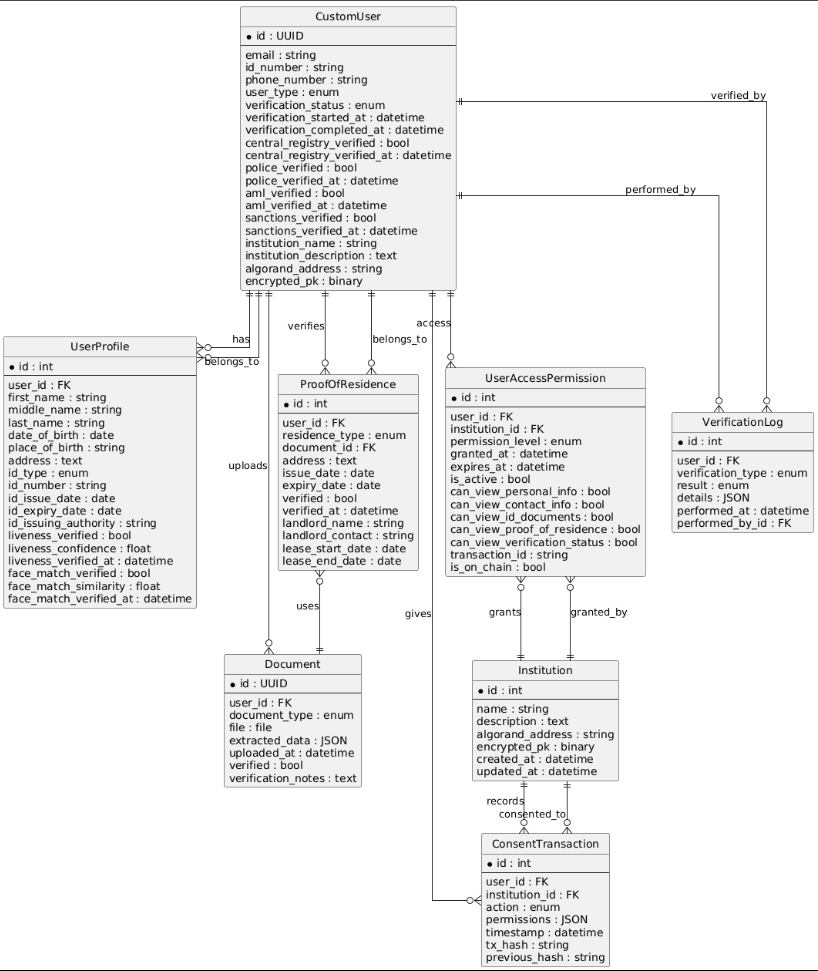 CustomUser
id : UUID
email : string
id_number : string
phone_number : string
user_type : enum
verification_status : enum
verification_started_at : datetime
verification_completed_at : datetime
central_registry_verified : bool
central_registry_verified_at : datetime
police_verified : bool
police_verified_at : datetime
aml_verified : bool
aml_verified_at : datetime
sanctions_verified : bool
sanctions_verified_at : datetime
institution_name : string
institution_description : text
algorand_address : string
encrypted_pk : binary
verified_by
performed_by
has
belongs_to
verifies
belongs_to
access
uploads
gives
UserProfile
id : int
user_id : FK
first_name : string
middle_name : string
last_name : string
date_of_birth : date
place_of_birth : string
address : text
id_type : enum
id_number : string
id_issue_date : date
id_expiry_date : date
id_issuing_authority : string
liveness_verified : bool
liveness_confidence : float
liveness_verified_at : datetime
face_match_verified : bool
face_match_similarity : float
face_match_verified_at : datetime
ProofOfResidence
id : int
user_id : FK
residence_type : enum
document_id : FK
address : text
issue_date : date
expiry_date : date
verified : bool
verified_at : datetime
landlord_name : string
landlord_contact : string
lease_start_date : date
lease_end_date : date
UserAccessPermission
id : int
user_id : FK
institution_id : FK
permission_level : enum
granted_at : datetime
expires_at : datetime
is_active : bool
can_view_personal_info : bool
can_view_contact_info : bool
can_view_id_documents : bool
can_view_proof_of_residence : bool
can_view_verification_status : bool
transaction_id : string
is_on_chain : bool
VerificationLog
id : int
user_id : FK
verification_type : enum
result : enum
details : JSON
performed_at : datetime
performed_by_id : FK
uses
grants
granted_by
Document
id : UUID
user_id : FK
document_type : enum
file : file
extracted_data : JSON
uploaded_at : datetime
verified : bool
verification_notes : text
Institution
id : int
name : string
description : text
algorand_address : string
encrypted_pk : binary
created_at : datetime
updated_at : datetime
records
consented_to
ConsentTransaction
id : int
user_id : FK
institution_id : FK
action : enum
permissions : JSON
timestamp : datetime
tx_hash : string
previous_hash : string